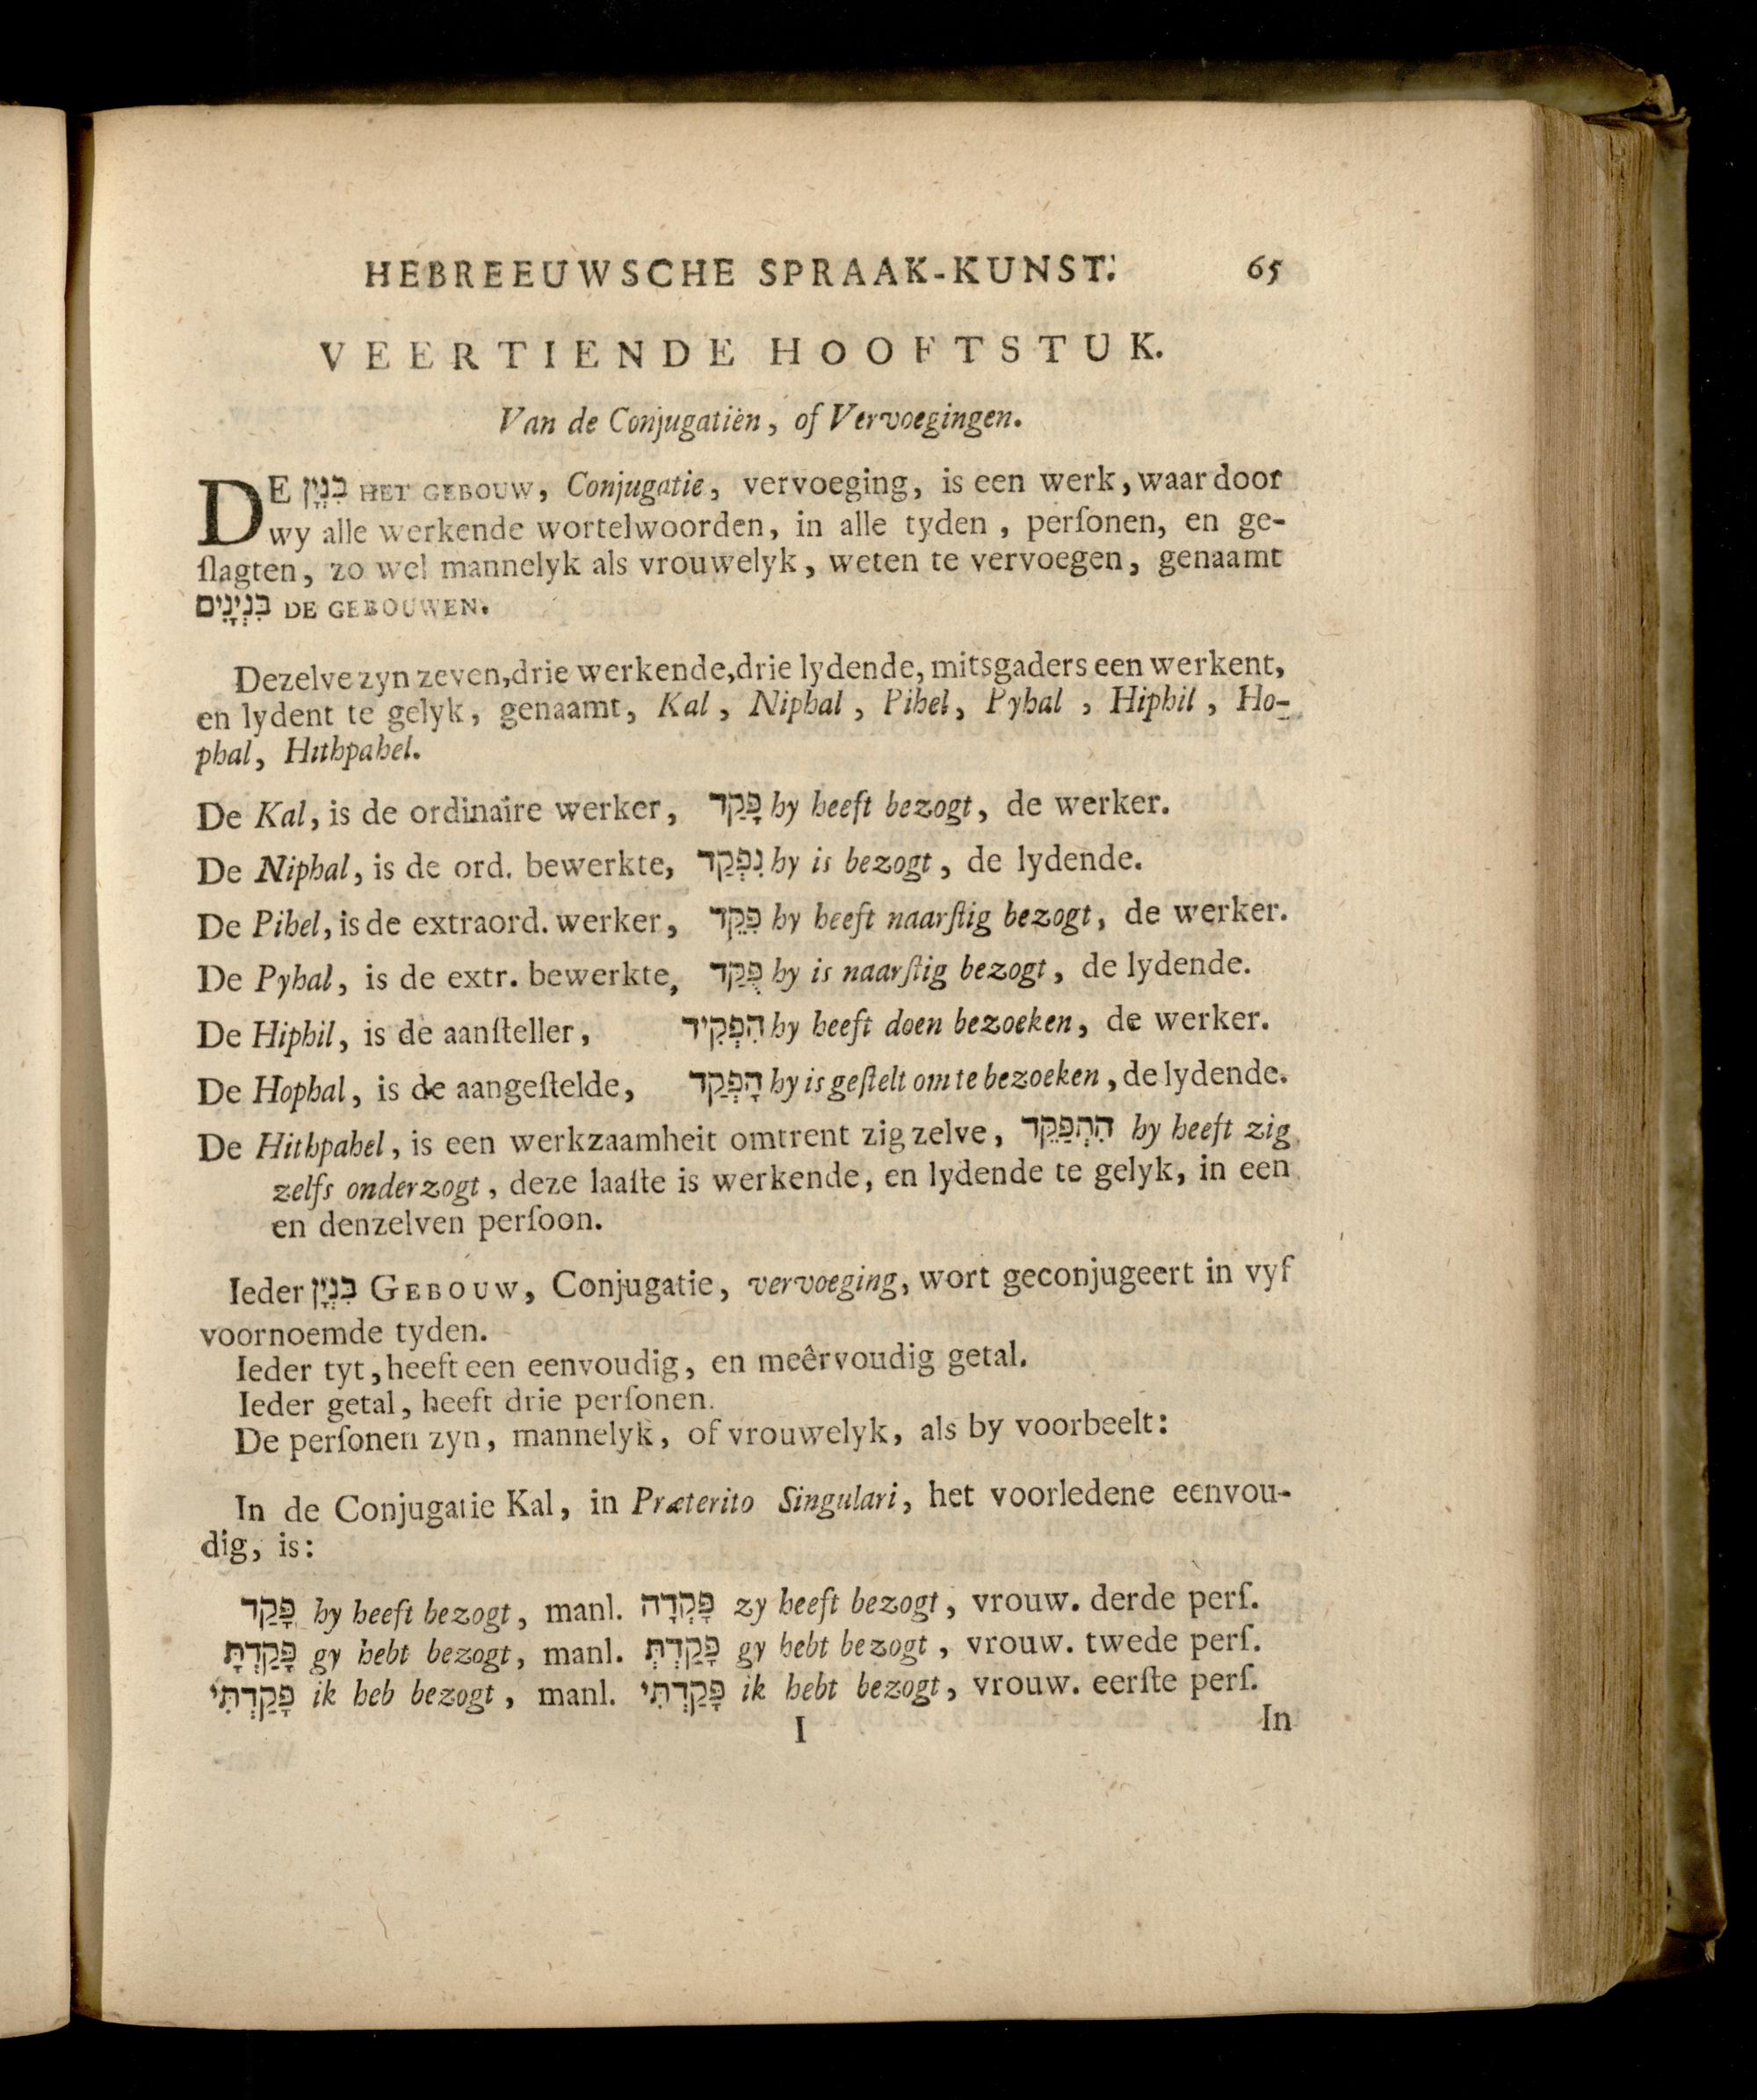 HEBREEUWSCHE SPRAAK-KUNST. 65
VEERTIENDE HOOFTSTUK.
Van de Conjugatiën, of Vervoegingen.
DE בִּנְיָן HET GEBOUW, Conjugatie, vervoeging, is een werk, waar door
wy alle werkende wortelwoorden, in alle tyden, perſonen, en ge-
ſlagten, zo wel mannelyk als vrouwelyk, weten te vervoegen, genaamt
בִּנְיָנִים DE GEBOUWEN.
Dezelve zyn zeven, drie werkende, drie lydende, mitsgaders een werkent,
en lydent te gelyk, genaamt, Kal, Niphal, Pihel, Pyhal, Hiphil, Ho-
phal, Hithpahel.
De Kal, is de ordinaire werker, פָּקַד hy heeft bezogt, de werker.
De Niphal, is de ord. bewerkte, נִפְקַד hy is bezogt, de lydende.
De Pihel, is de extraord. werker, פִּקֵּד hy heeft naarſtig bezogt, de werker.
De Pyhal, is de extr. bewerkte, פֻּקַּד hy is naarſtig bezogt, de lydende.
De Hiphil, is de aanſteller, הִפְקִיד hy heeft doen bezoeken, de werker.
De Hophal, is de aangeſtelde, הָפְקַד hy is geſtelt om te bezoeken, de lydende.
De Hithpahel, is een werkzaamheit omtrent zig zelve, הִתְפַּקֵּד hy heeft zig
zelfs onderzogt, deze laaſte is werkende, en lydende te gelyk, in een
en denzelven perſoon.
Ieder בִּנְיָן GEBOUW, Conjugatie, vervoeging, wort geconjugeert in vyf
voornoemde tyden.
Ieder tyt, heeft een eenvoudig, en meêrvoudig getal.
Ieder getal, heeft drie perſonen.
De perſonen zyn, mannelyk, of vrouwelyk, als by voorbeelt:
In de Conjugatie Kal, in Præterito Singulari, het voorledene eenvou-
dig, is:
פָּקַד hy heeft bezogt, manl. פָּקְדָה zy heeft bezogt, vrouw. derde perſ.
פָּקַדְתָּ gy hebt bezogt, manl. פָּקַדְתְּ gy hebt bezogt, vrouw. twede perſ.
פָּקַדְתִּי ik heb bezogt, manl. פָּקַדְתִּי ik hebt bezogt, vrouw. eerſte perſ.
I In